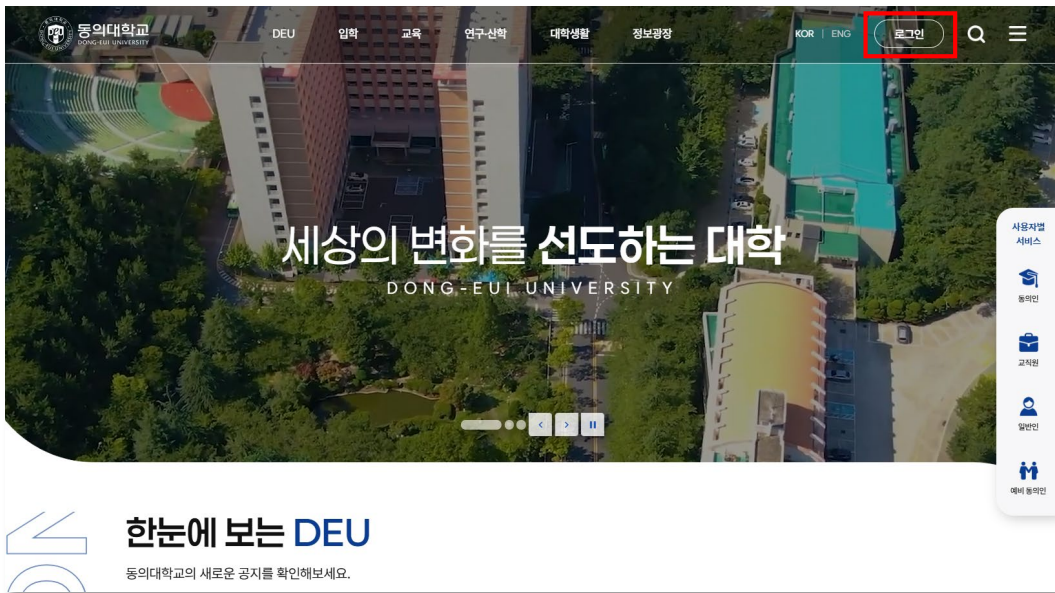 동의대학교
DONG-EUI UNIVERSITY
DEU 입학 교육 연구·산학 대학생활 정보광장
KOR | ENG 로그인
세상의 변화를 선도하는 대학
DONG-EUI UNIVERSITY
사용자별
서비스
동의인
교직원
일반인
예비 동의인
한눈에 보는 DEU
동의대학교의 새로운 공지를 확인해보세요.